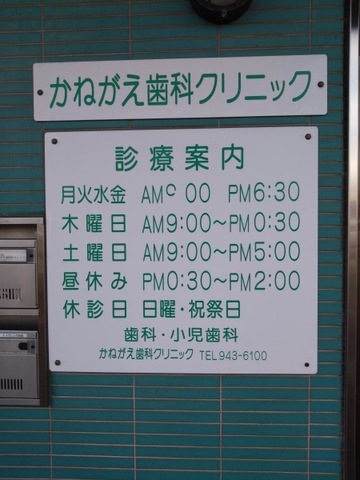 かねがえ歯科クリニック
診療案内
月火水金 AM 00 PM6:30
木曜日 AM9:00～PM0:30
土曜日 AM9:00～PM5:00
昼休み PM0:30～PM2:00
休診日 日曜・祝祭日
歯科・小児歯科
かねがえ歯科クリニック TEL 943-6100